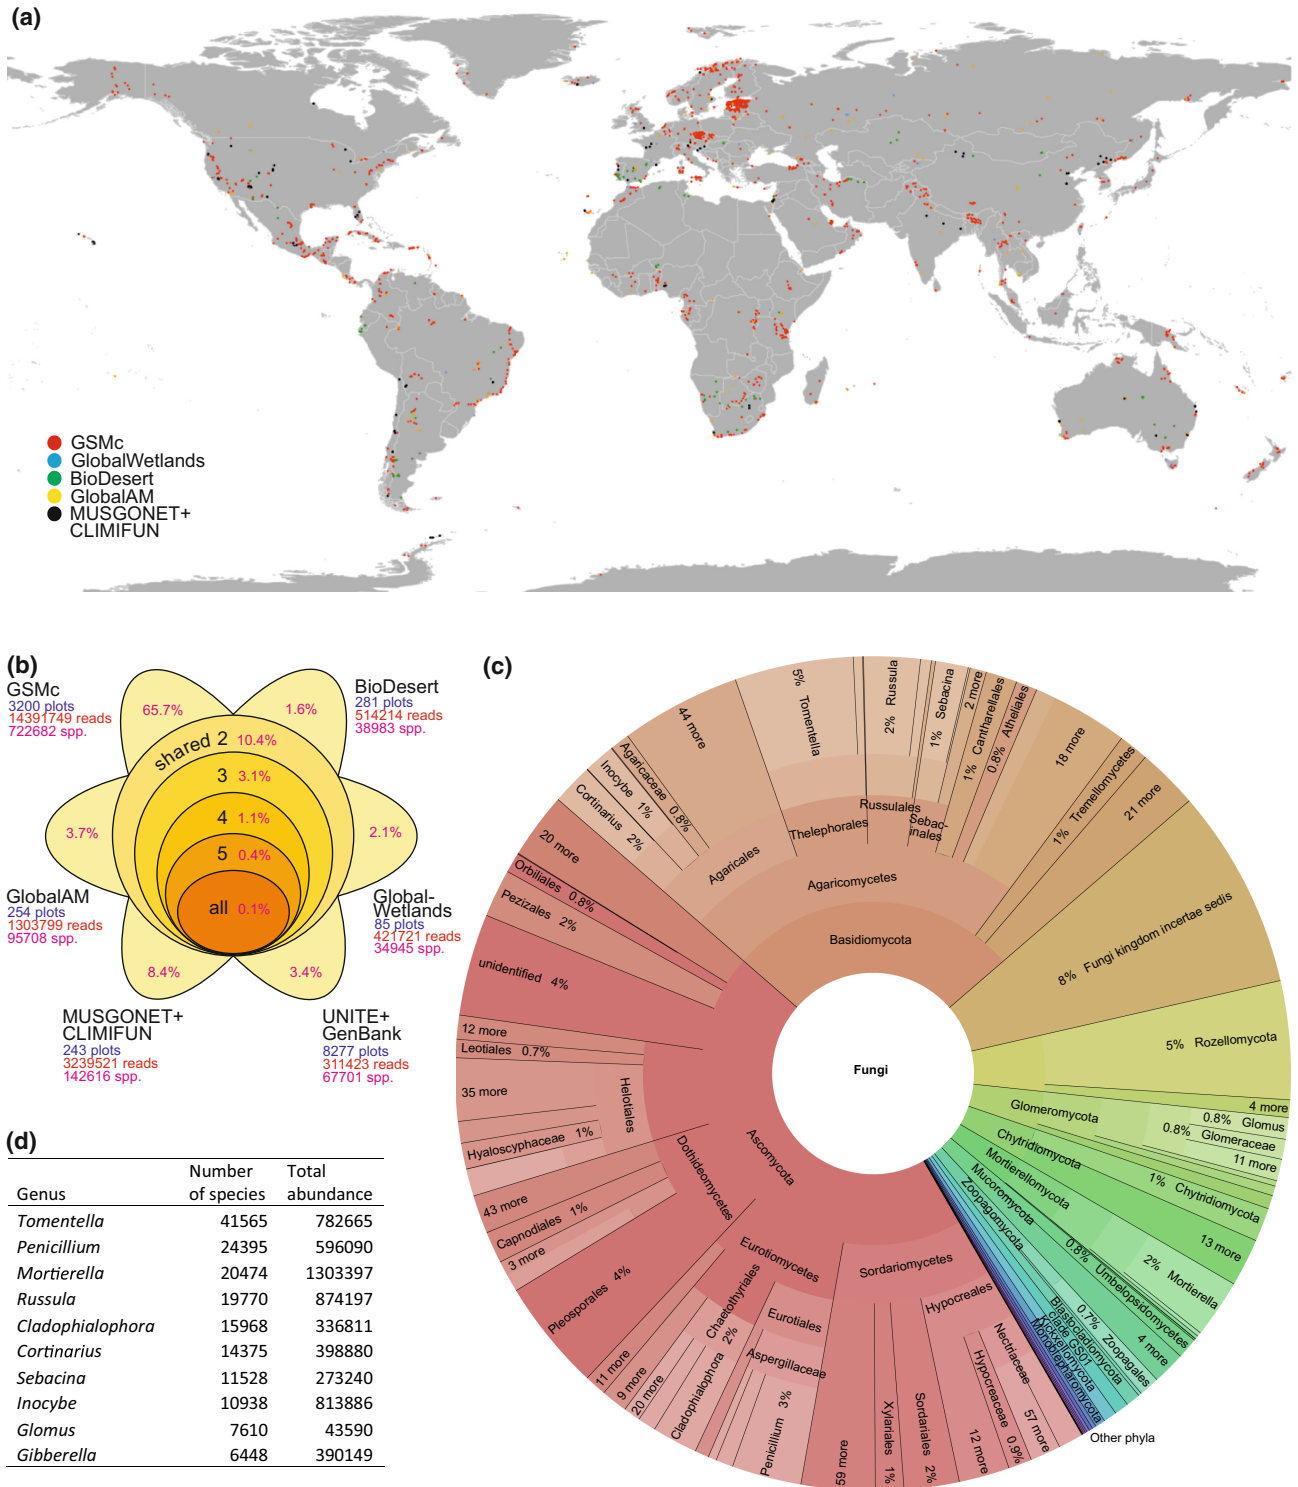 (a)
GSMc
GlobalWetlands
BioDesert
GlobalAM
MUSGONET+
CLIMIFUN
(b)
GSMc
3200 plots
14391749 reads
722682 spp.
65.7%
1.6%
BioDesert
281 plots
514214 reads
38983 spp.
shared 2 10.4%
3 3.1%
4 1.1%
5 0.4%
all 0.1%
3.7%
2.1%
GlobalAM
254 plots
1303799 reads
95708 spp.
Global-
Wetlands
85 plots
421721 reads
34945 spp.
8.4%
3.4%
MUSGONET+
CLIMIFUN
243 plots
3239521 reads
142616 spp.
UNITE+
GenBank
8277 plots
311423 reads
67701 spp.
(c)
Fungi
Basidiomycota
Agaricomycetes
Agaricales
Thelephorales
Russulales
Sebac-
inales
Cortinarius 2%
Inocybe 1%
Agaricaceae 0.8%
44 more
5% Tomentella
2% Russula
1% Sebacina
2 more
1% Cantharellales
0.8% Atheliales
18 more
1% Tremellomycetes
21 more
8% Fungi kingdom incertae sedis
5% Rozellomycota
4 more
Glomeromycota
0.8% Glomus
0.8% Glomeraceae
11 more
Chytridiomycota
1% Chytridiomycota
13 more
Mortierellomycota
2% Mortierella
Mucoromycota
0.8% Umbelopsidomycetes
4 more
Zoopagomycota
0.7% Zoopagales
Blastocladiomycota
clade GS01
Kickxellomycota
Monoblepharomycota
Other phyla
Ascomycota
Sordariomycetes
Hypocreales
Nectriaceae
57 more
Hypocreaceae 0.9%
12 more
Sordariales 2%
Xylariales 1%
59 more
Eurotiomycetes
Eurotiales
Aspergillaceae
Penicillium 3%
Chaetothyriales
Cladophialophora 2%
20 more
9 more
11 more
Dothideomycetes
Pleosporales 4%
3 more
Capnodiales 1%
43 more
Helotiales
Hyaloscyphaceae 1%
35 more
Leotiales 0.7%
12 more
unidentified 4%
Pezizales 2%
Orbiliales 0.8%
20 more
(d)
Genus Number of species Total abundance
Tomentella 41565 782665
Penicillium 24395 596090
Mortierella 20474 1303397
Russula 19770 874197
Cladophialophora 15968 336811
Cortinarius 14375 398880
Sebacina 11528 273240
Inocybe 10938 813886
Glomus 7610 43590
Gibberella 6448 390149